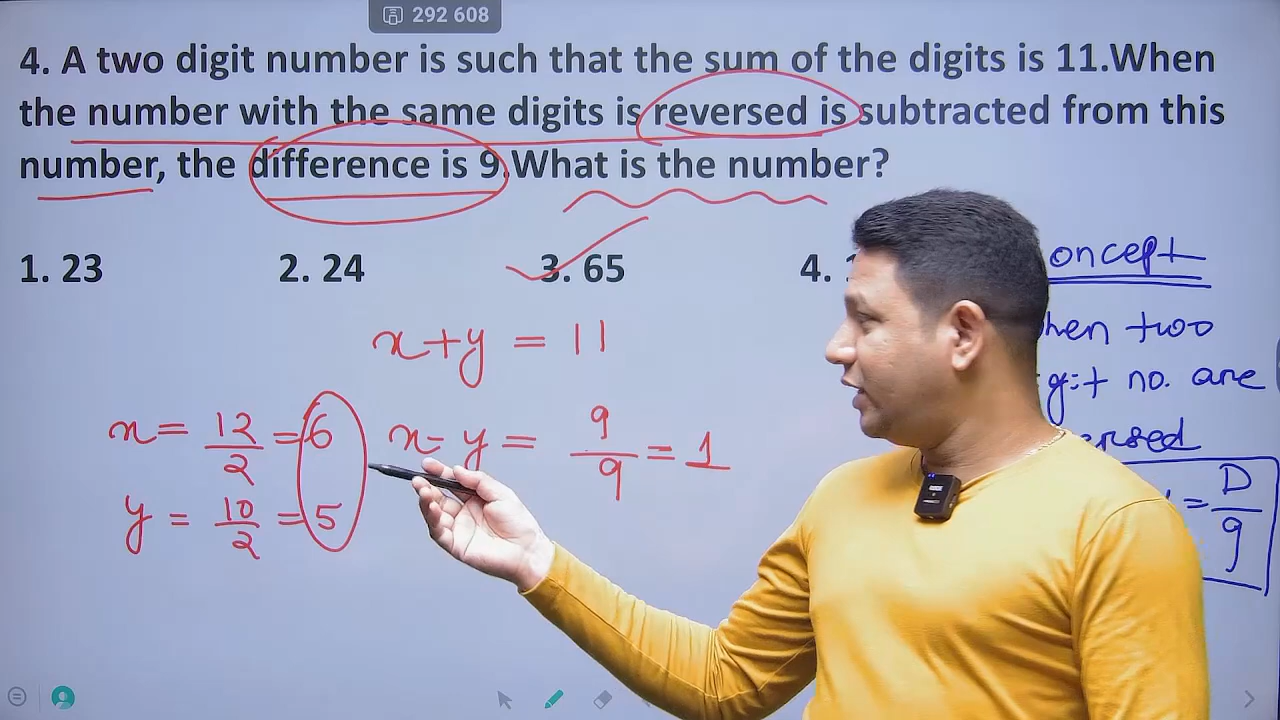 292 608
4. A two digit number is such that the sum of the digits is 11.When
the number with the same digits is reversed is subtracted from this
number, the difference is 9.What is the number?
1. 23 2. 24 3. 65 4.
oncept
x+y = 11
hen two
git no. are
ersed
x = 12/2 = 6
x - y = 9/9 = 1
y = 10/2 = 5
= D/9